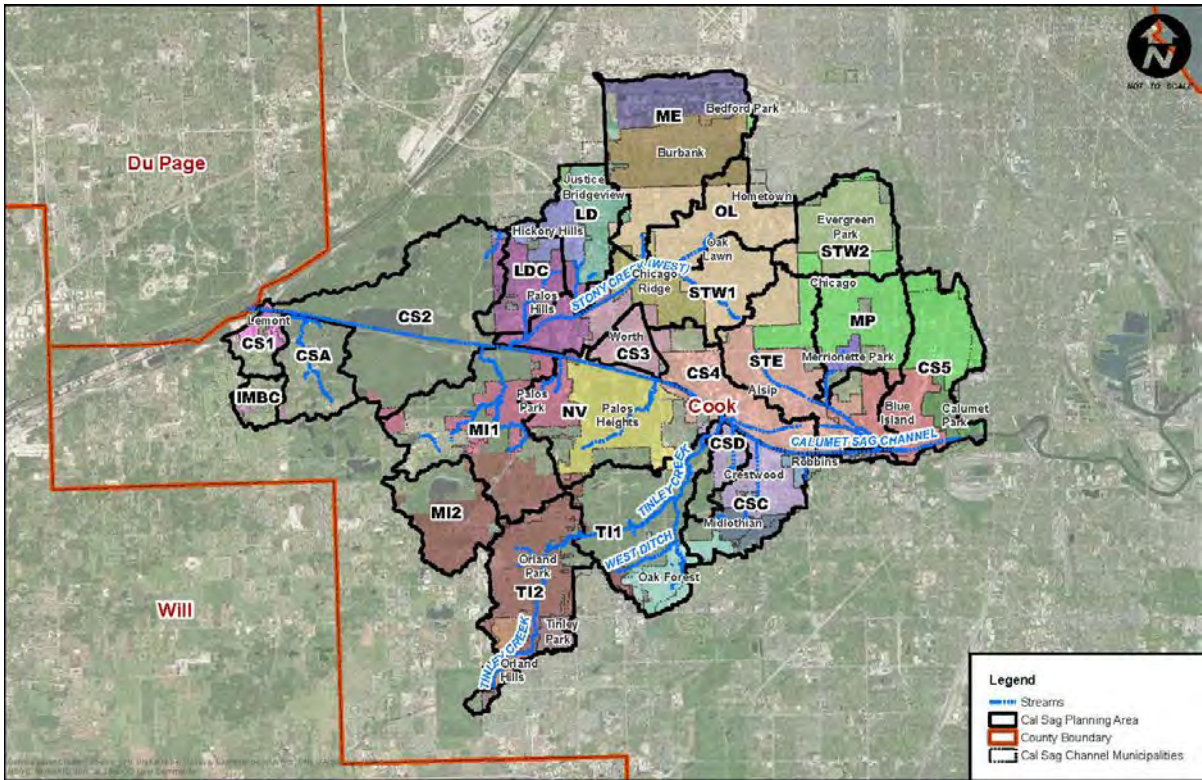 N
NOT TO SCALE
Du Page
ME
Bedford Park
Burbank
Justice
Bridgeview
LD
Hometown
OL
Hickory Hills
Oak
Lawn
Evergreen
Park
STW2
LDC
STONY CREEK (WEST)
Chicago
Ridge
STW1
Chicago
Palos
Hills
MP
CS2
Lemont
CS1
CSA
Worth
CS3
STE
Merrionette Park
CS5
CS4
Alsip
IMBC
Palos
Park
NV
Palos
Heights
Cook
Blue
Island
Calumet
Park
MI1
CALUMET SAG CHANNEL
CSD
Robbins
Crestwood
TINLEY CREEK
CSC
MI2
Midlothian
TI1
WEST DITCH
Orland
Park
Oak Forest
TI2
Will
Tinley
Park
TINLEY CREEK
Orland
Hills
Legend
Streams
Cal Sag Planning Area
County Boundary
Cal Sag Channel Municipalities